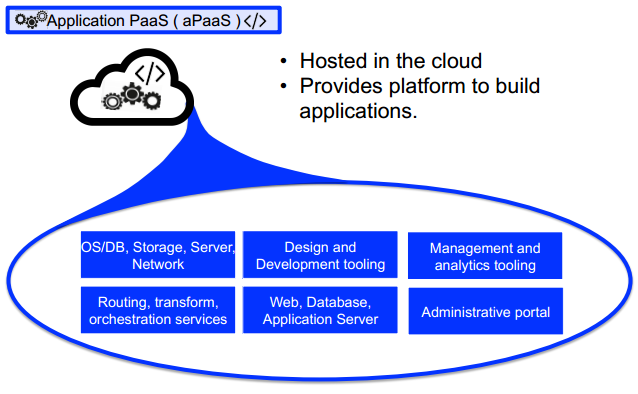 Application PaaS ( aPaaS )</>
</>
• Hosted in the cloud
• Provides platform to build
applications.
OS/DB, Storage, Server,
Network
Design and
Development tooling
Management and
analytics tooling
Routing, transform,
orchestration services
Web, Database,
Application Server
Administrative portal